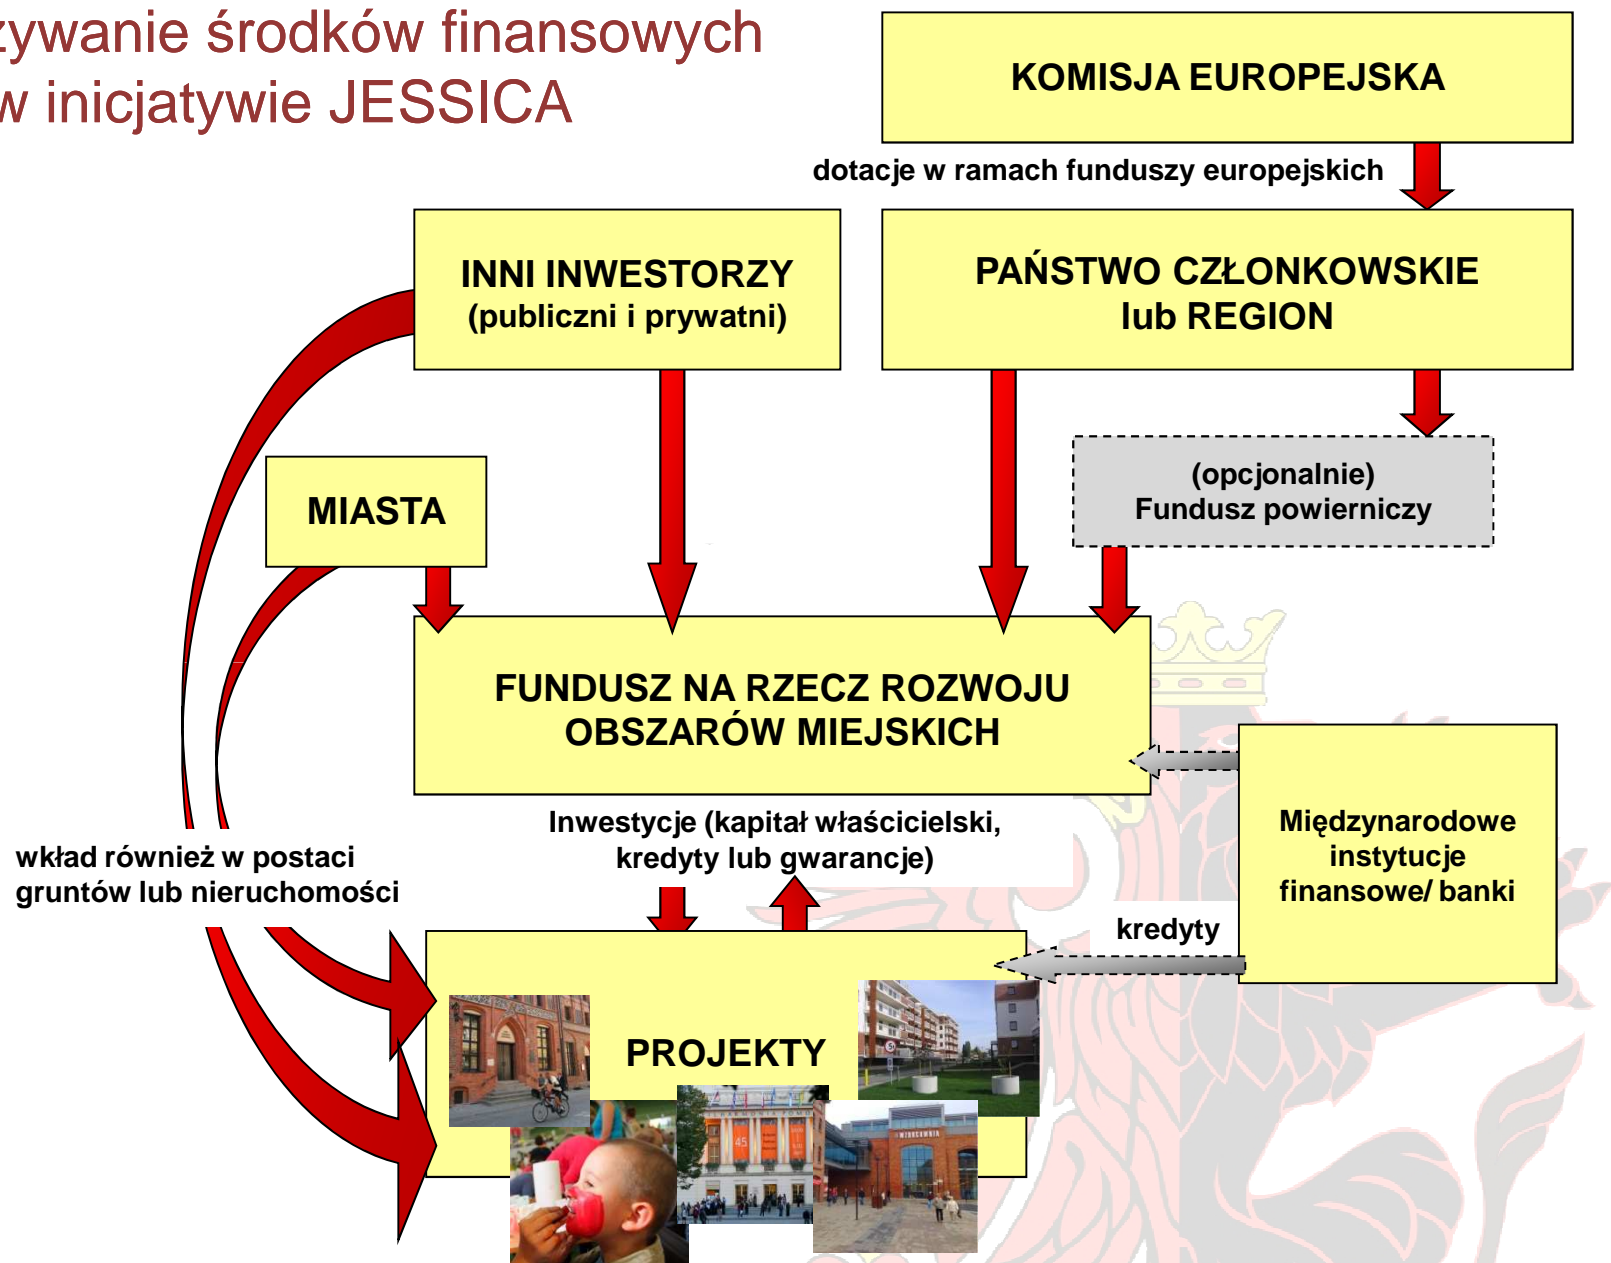 zywanie środków finansowych
w inicjatywie JESSICA
KOMISJA EUROPEJSKA
dotacje w ramach funduszy europejskich
INNI INWESTORZY
(publiczni i prywatni)
PAŃSTWO CZŁONKOWSKIE
lub REGION
MIASTA
(opcjonalnie)
Fundusz powierniczy
FUNDUSZ NA RZECZ ROZWOJU
OBSZARÓW MIEJSKICH
Inwestycje (kapitał właścicielski,
kredyty lub gwarancje)
Międzynarodowe
instytucje
finansowe/ banki
wkład również w postaci
gruntów lub nieruchomości
kredyty
PROJEKTY
45